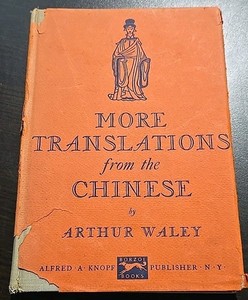 MORE
TRANSLATIONS
from the
CHINESE
by
ARTHUR WALEY
ALFRED · A · KNOPF BORZOI BOOKS PUBLISHER · N · Y ·